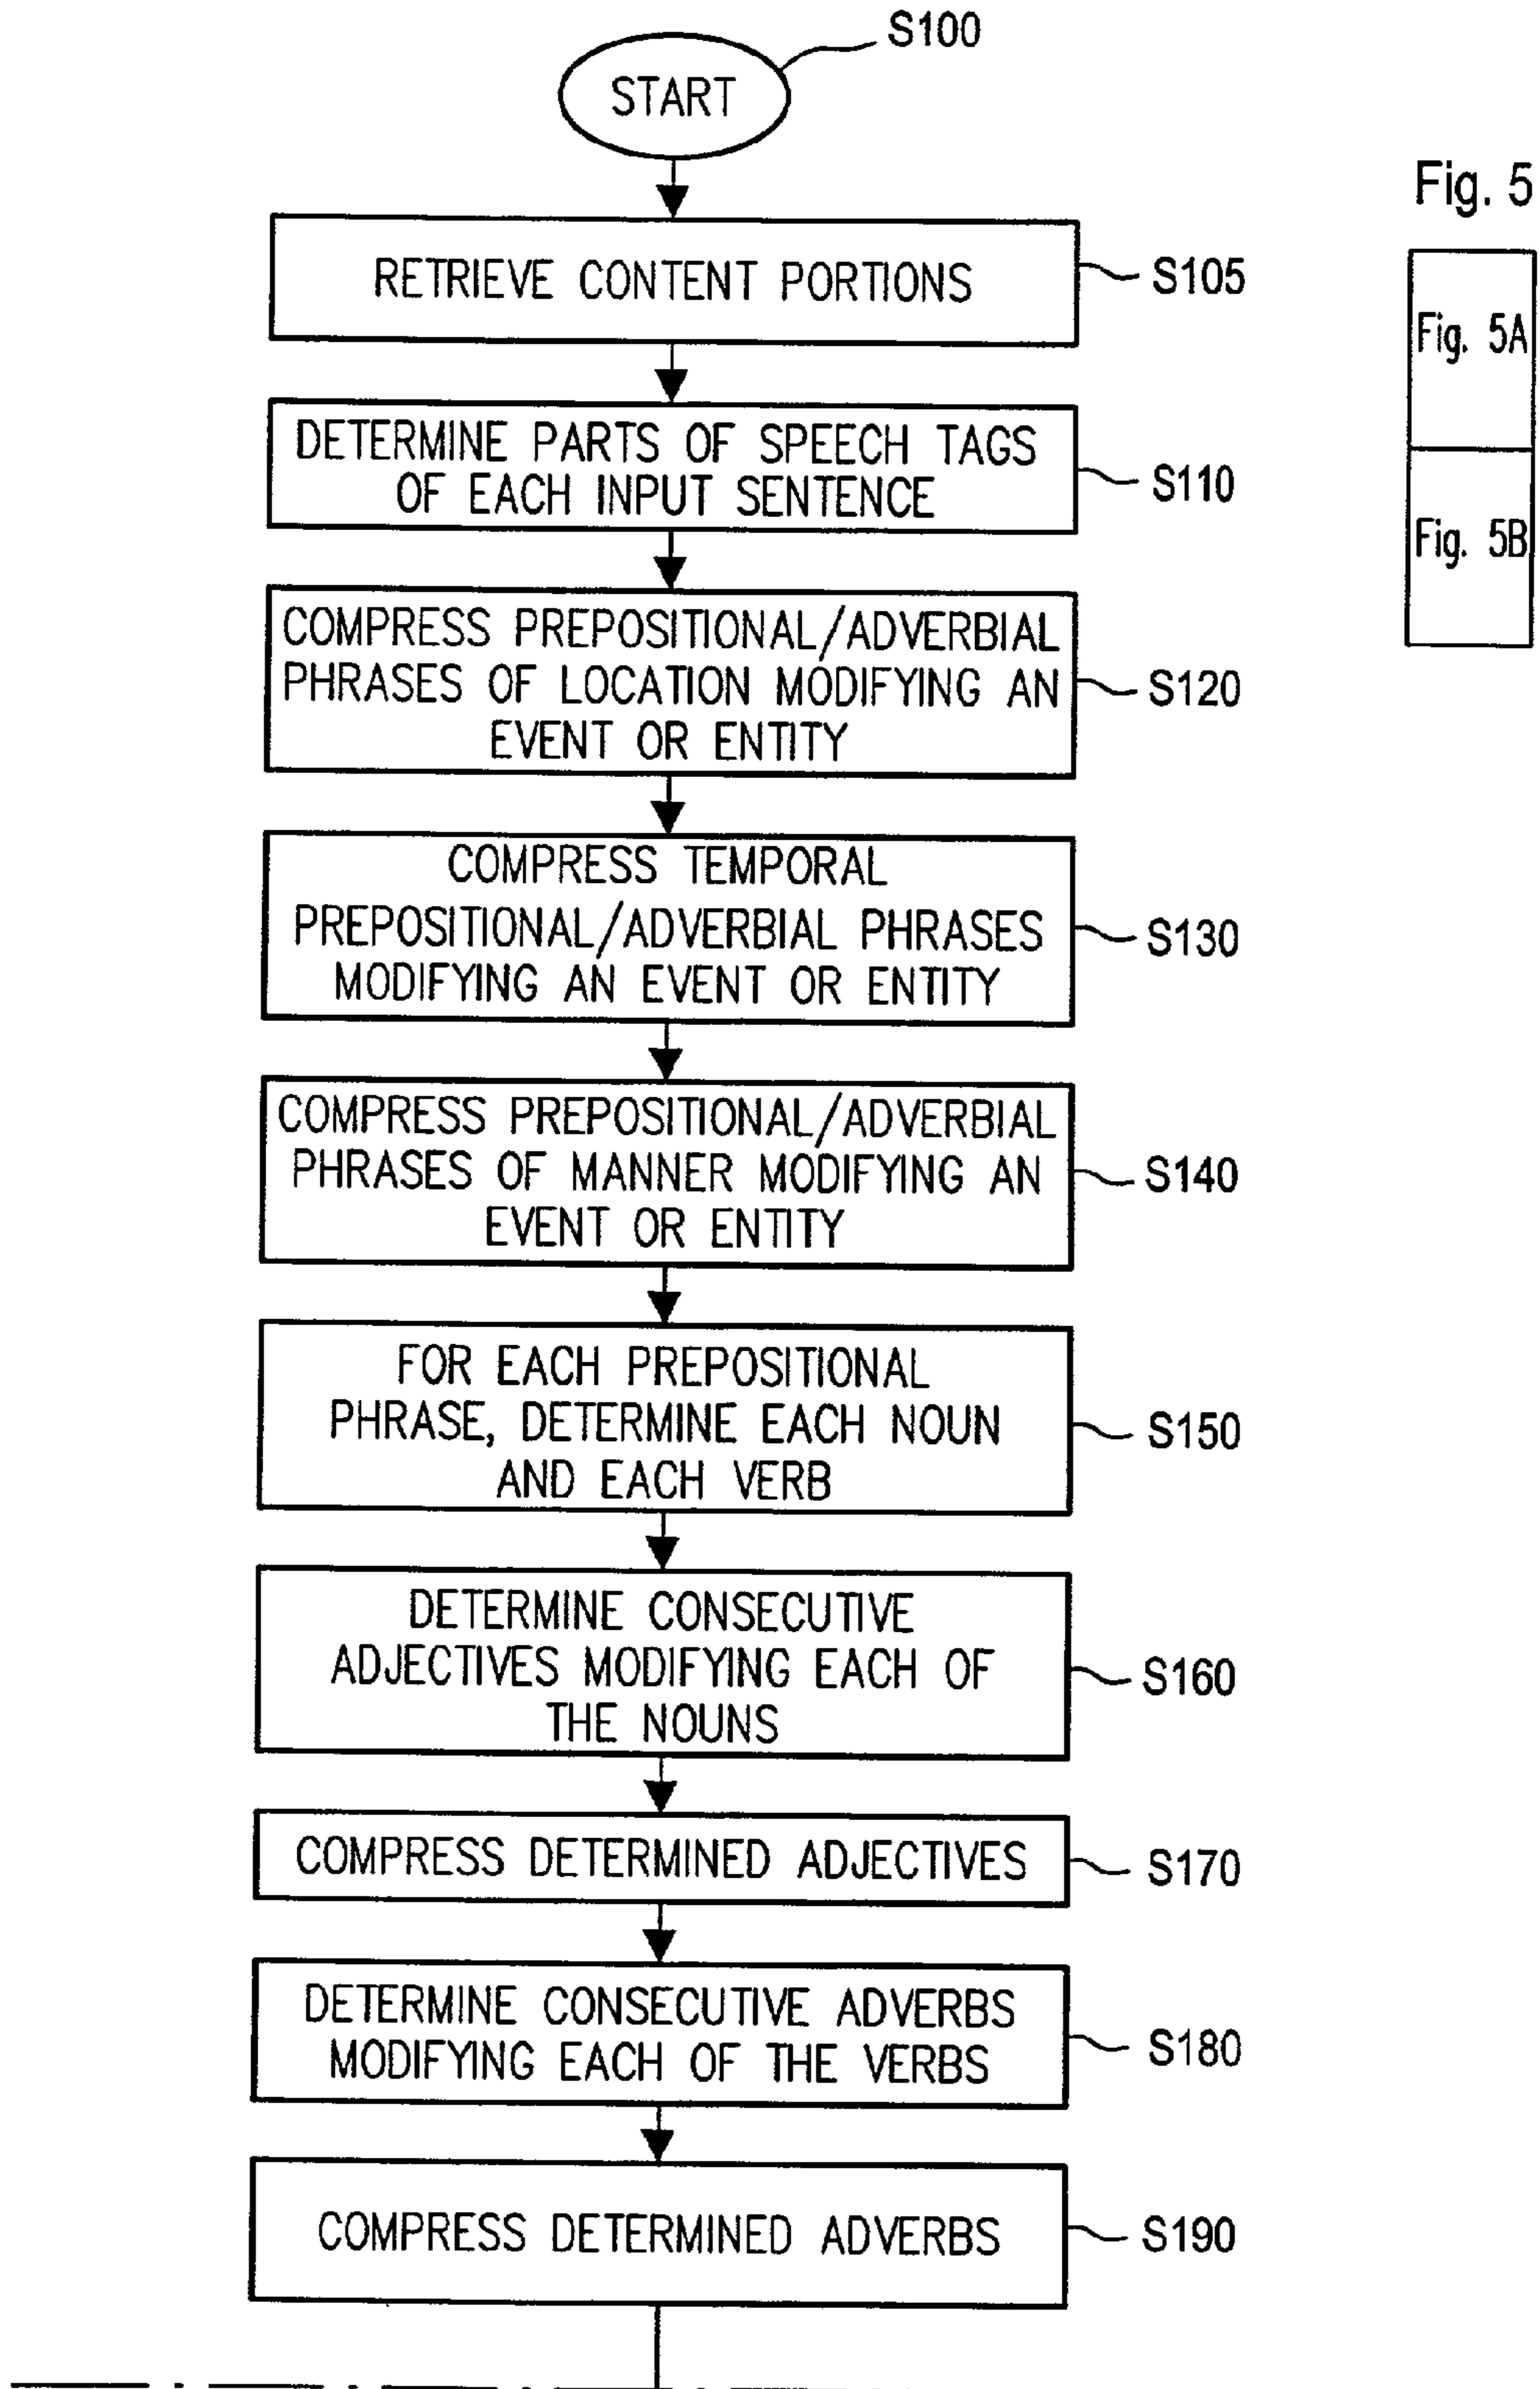 S100
START
Fig. 5
RETRIEVE CONTENT PORTIONS
S105
Fig. 5A
DETERMINE PARTS OF SPEECH TAGS
OF EACH INPUT SENTENCE
S110
Fig. 5B
COMPRESS PREPOSITIONAL/ADVERBIAL
PHRASES OF LOCATION MODIFYING AN
EVENT OR ENTITY
S120
COMPRESS TEMPORAL
PREPOSITIONAL/ADVERBIAL PHRASES
MODIFYING AN EVENT OR ENTITY
S130
COMPRESS PREPOSITIONAL/ADVERBIAL
PHRASES OF MANNER MODIFYING AN
EVENT OR ENTITY
S140
FOR EACH PREPOSITIONAL
PHRASE, DETERMINE EACH NOUN
AND EACH VERB
S150
DETERMINE CONSECUTIVE
ADJECTIVES MODIFYING EACH OF
THE NOUNS
S160
COMPRESS DETERMINED ADJECTIVES
S170
DETERMINE CONSECUTIVE ADVERBS
MODIFYING EACH OF THE VERBS
S180
COMPRESS DETERMINED ADVERBS
S190